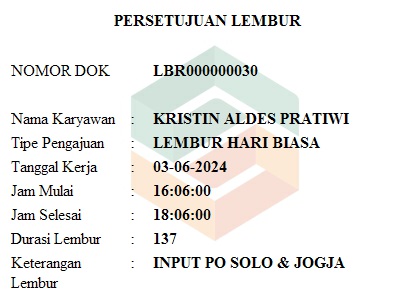 PERSETUJUAN LEMBUR
NOMOR DOK LBR000000030
Nama Karyawan : KRISTIN ALDES PRATIWI
Tipe Pengajuan : LEMBUR HARI BIASA
Tanggal Kerja : 03-06-2024
Jam Mulai : 16:06:00
Jam Selesai : 18:06:00
Durasi Lembur : 137
Keterangan : INPUT PO SOLO & JOGJA
Lembur